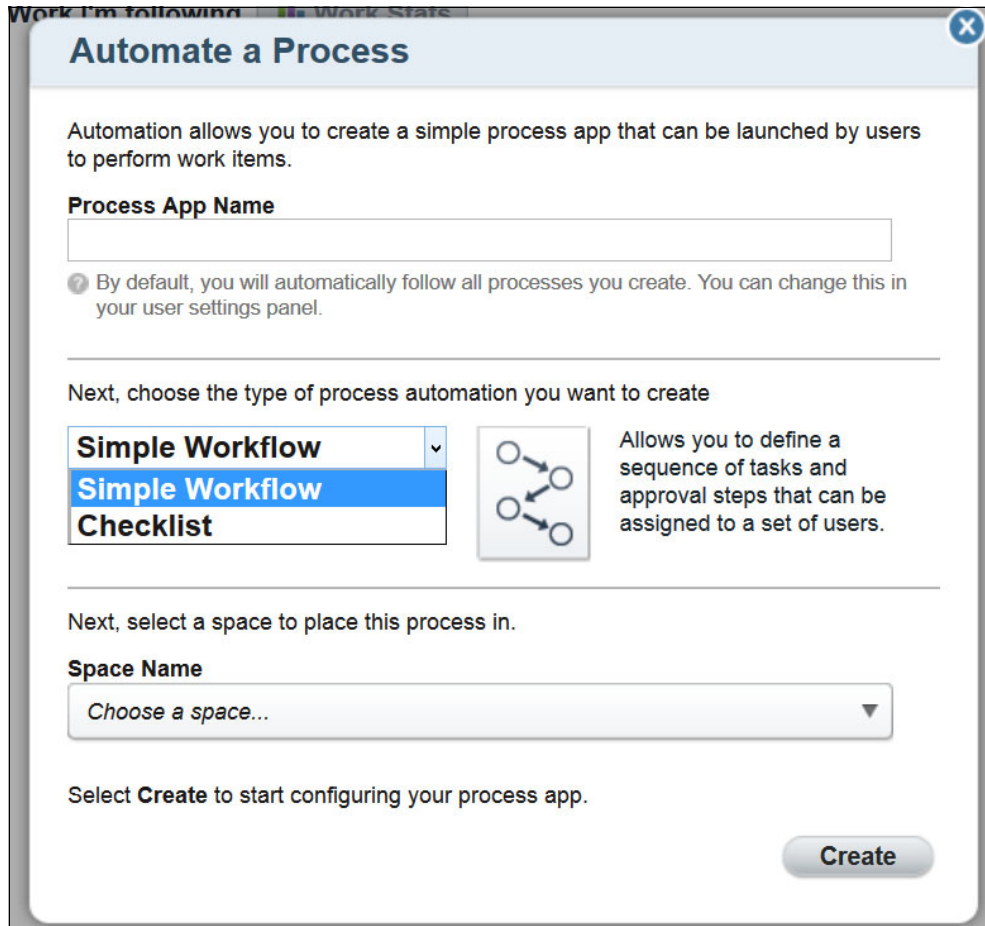 Work I'm following Work Stats
Automate a Process
Automation allows you to create a simple process app that can be launched by users
to perform work items.
Process App Name
? By default, you will automatically follow all processes you create. You can change this in
your user settings panel.
Next, choose the type of process automation you want to create
Simple Workflow
Simple Workflow
Checklist
Allows you to define a
sequence of tasks and
approval steps that can be
assigned to a set of users.
Next, select a space to place this process in.
Space Name
Choose a space...
Select Create to start configuring your process app.
Create